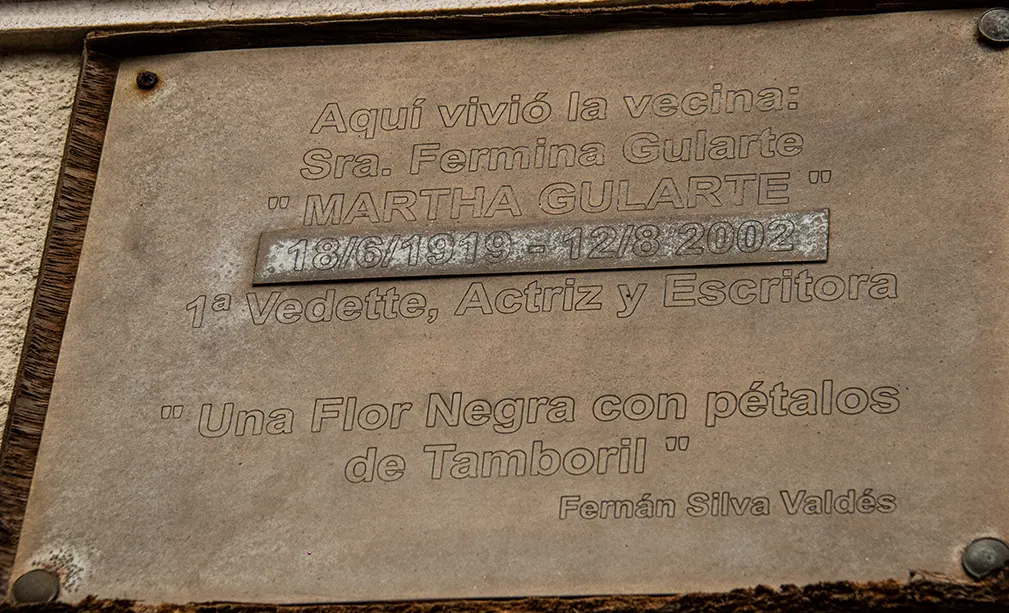 Aquí vivió la vecina:
Sra. Fermina Gularte
" MARTHA GULARTE "
18/6/1919 - 12/8 2002
1ª Vedette, Actriz y Escritora
" Una Flor Negra con pétalos
de Tamboril "
Fernán Silva Valdés